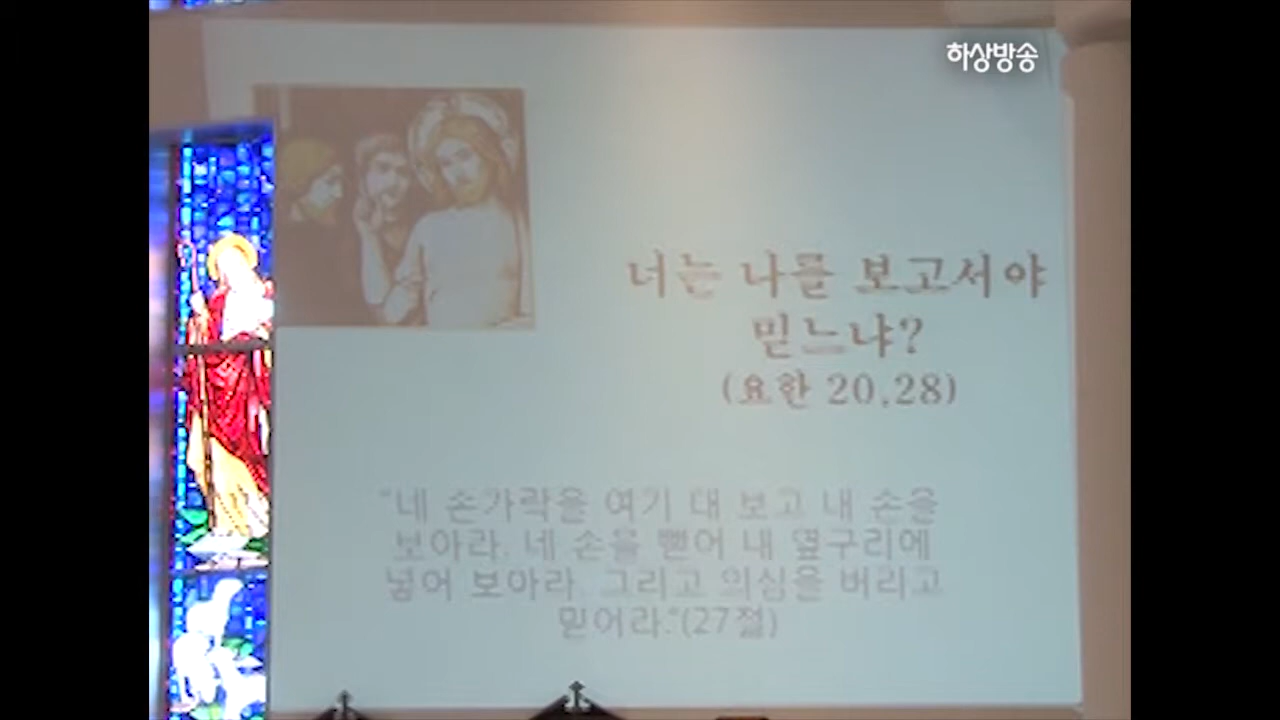 하상방송
너는 나를 보고서야
믿느냐?
(요한 20,28)
"네 손가락을 여기 대 보고 내 손을
보아라. 네 손을 뻗어 내 옆구리에
넣어 보아라. 그리고 의심을 버리고
믿어라."(27절)